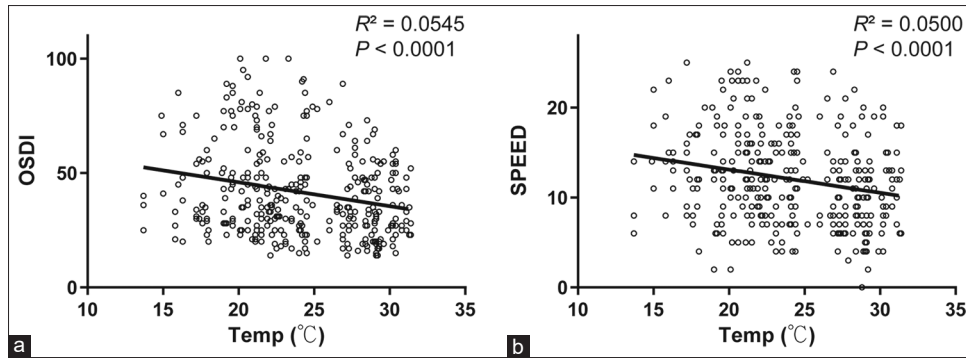 R² = 0.0545
P < 0.0001
100
50
0
OSDI
10 15 20 25 30 35
Temp (℃)
a
R² = 0.0500
P < 0.0001
20
10
0
SPEED
10 15 20 25 30 35
Temp (℃)
b